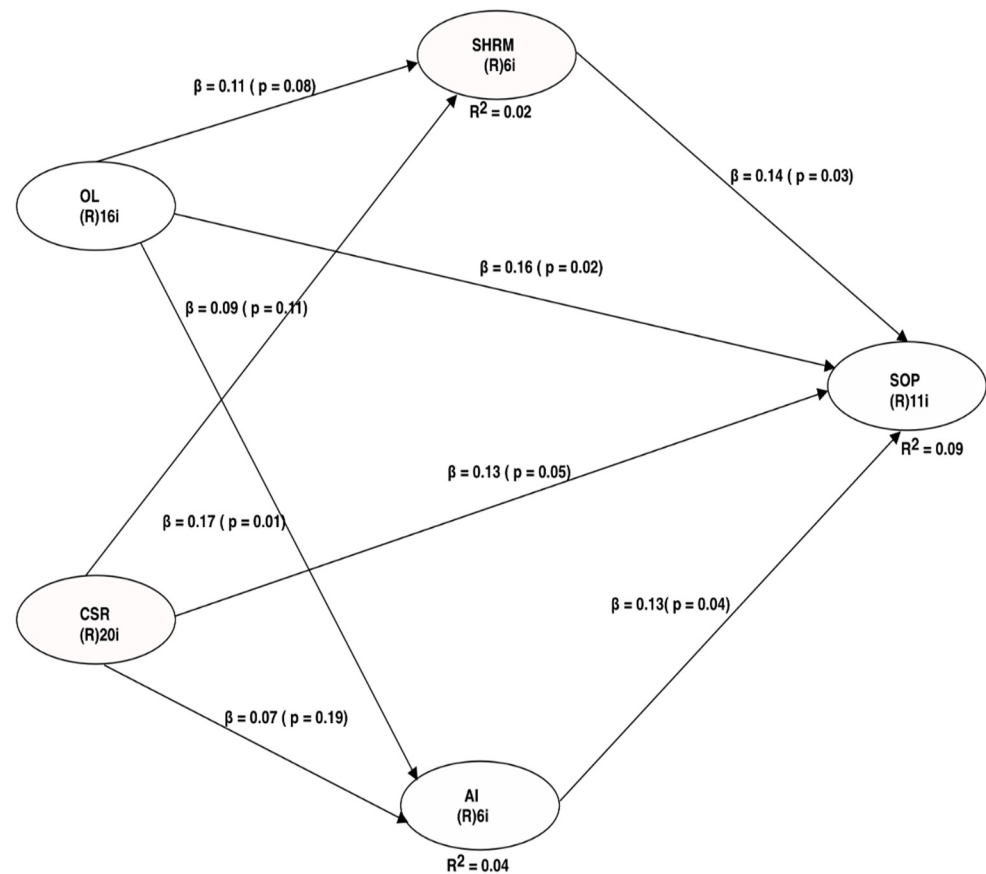 SHRM
(R)6i
R² = 0.02
β = 0.11 ( p = 0.08)
β = 0.14 ( p = 0.03)
OL
(R)16i
β = 0.16 ( p = 0.02)
β = 0.09 ( p = 0.11)
SOP
(R)11i
R² = 0.09
β = 0.13 ( p = 0.05)
β = 0.17 ( p = 0.01)
CSR
(R)20i
β = 0.13( p = 0.04)
β = 0.07 ( p = 0.19)
AI
(R)6i
R² = 0.04